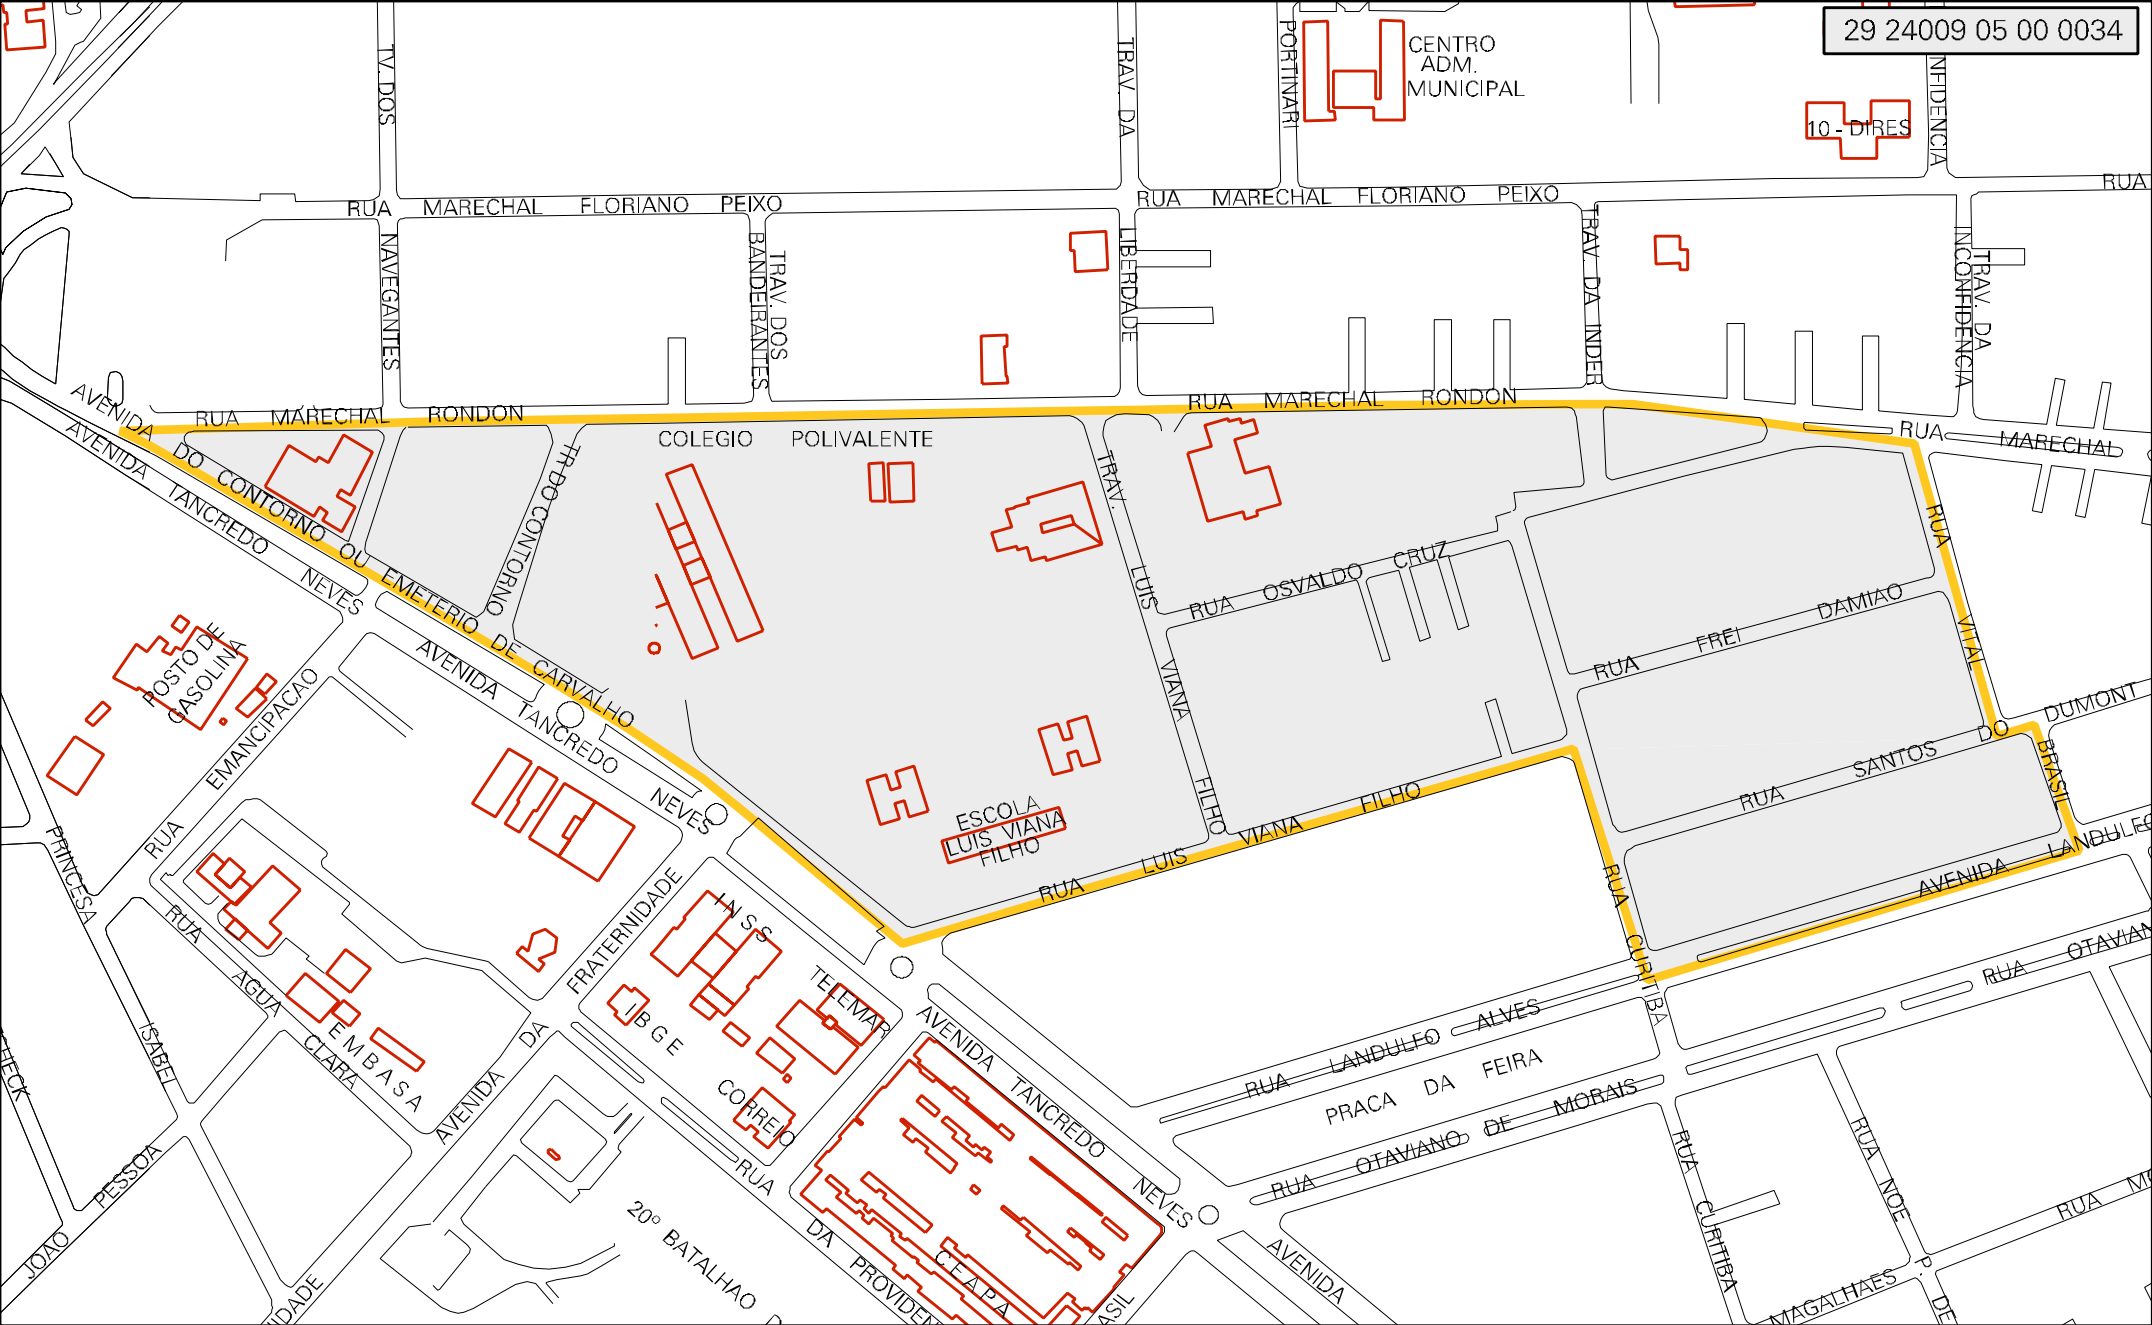 29 24009 05 00 0034
TV. DOS
TRAV. DA
PORTINARI
CENTRO
ADM.
MUNICIPAL
10 - DIRES
NFIDENCIA
RUA MARECHAL FLORIANO PEIXO
RUA MARECHAL FLORIANO PEIXO
RUA
NAVEGANTES
BANDEIRANTES
TRAV. DOS
LIBERDADE
TRAV. DA INDER
INCONFIDENCIA
TRAV. DA
AVENIDA DO CONTORNO OU EMETERIO DE CARVALHO
RUA MARECHAL RONDON
RUA MARECHAL RONDON
RUA MARECHAL
AVENIDA TANCREDO NEVES
COLEGIO POLIVALENTE
TR. DO CONTORNO
TRAV. LUIS VIANA FILHO
RUA OSVALDO CRUZ
RUA FREI DAMIAO
RUA VITAL DO BRASIL
RUA SANTOS DUMONT
POSTO DE
GASOLINA
RUA EMANCIPACAO
AVENIDA TANCREDO NEVES
ESCOLA
LUIS VIANA
FILHO
RUA LUIS VIANA FILHO
RUA CURITIBA
AVENIDA LANDULFO
PRINCESA ISABEL
RUA AGUA CLARA
EMBASA
AVENIDA DA FRATERNIDADE
INSS
IBGE
TELEMAR
CORREIO
AVENIDA TANCREDO NEVES
RUA LANDULFO ALVES
PRACA DA FEIRA
RUA OTAVIANO DE MORAIS
RUA OTAVIAN
HECK
JOAO PESSOA
IDADE
20º BATALHAO D
RUA DA PROVIDEN
CEAPA
ASIL
AVENIDA
RUA CURITIBA
RUA NOE P. DE
MAGALHAES
RUA MO